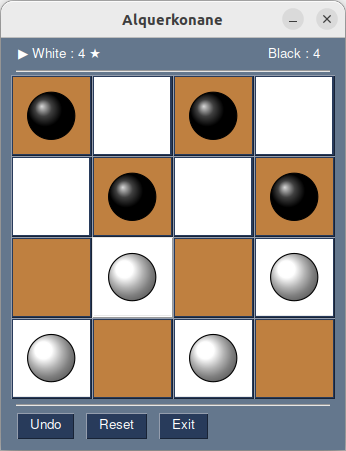 Alquerkonane
▶ White : 4 ★ Black : 4
Undo Reset Exit